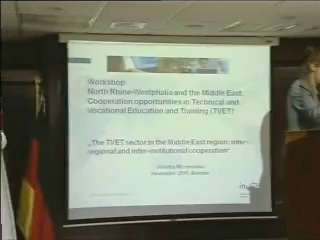 Workshop
North Rhine-Westphalia and the Middle East:
Cooperation opportunities in Technical and
Vocational Education and Training (TVET)
„The TVET sector in the Middle East region: inter-
regional and inter-institutional cooperation"